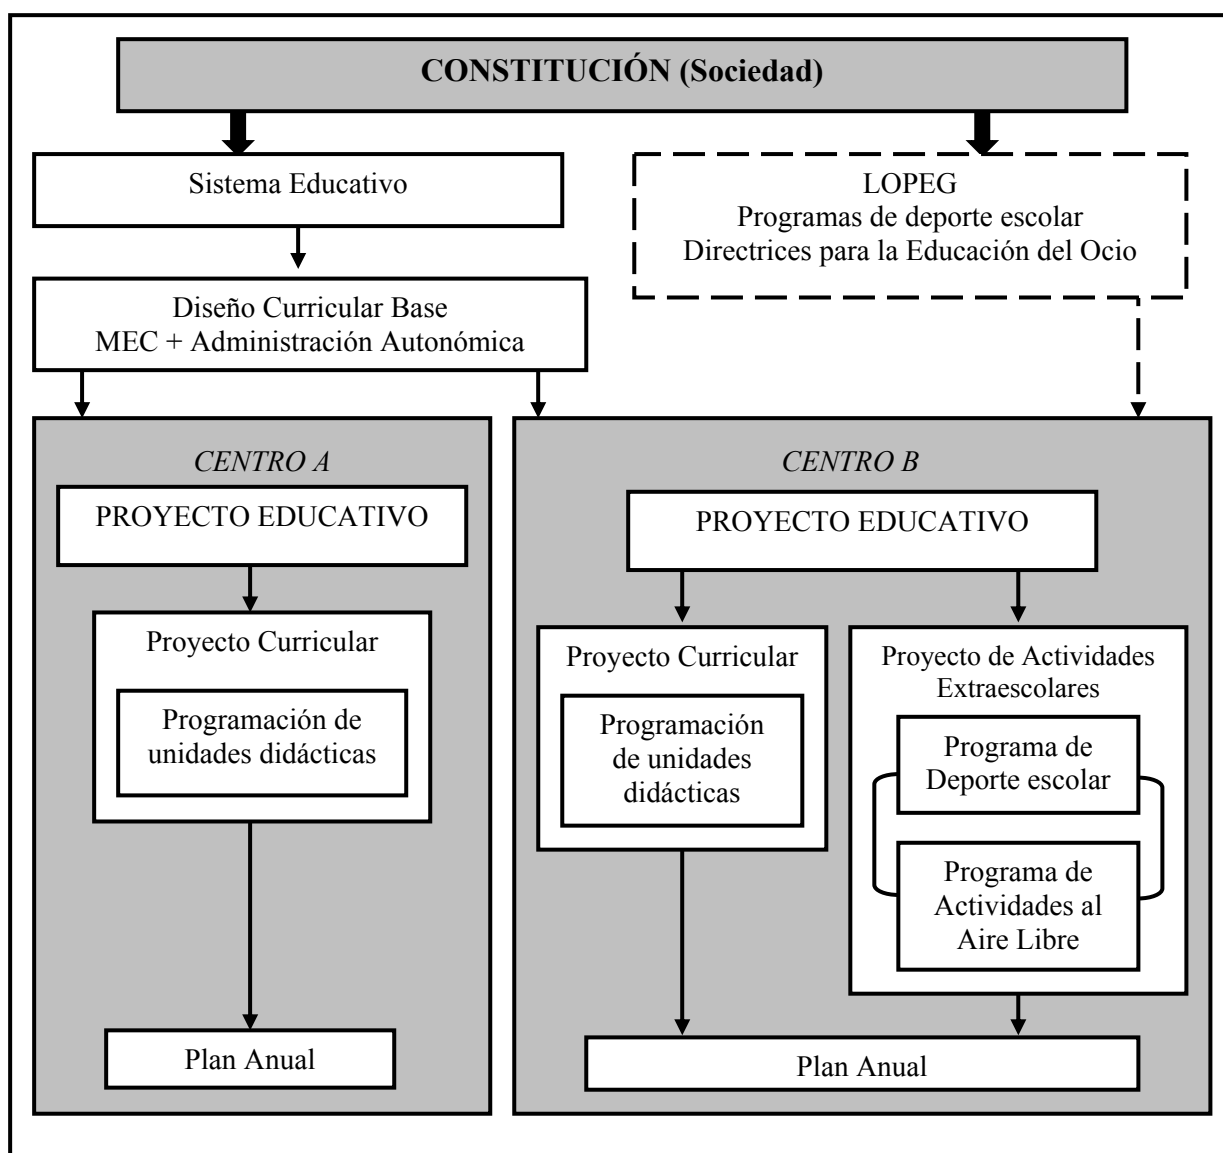 CONSTITUCIÓN (Sociedad)
Sistema Educativo
LOPEG
Programas de deporte escolar
Directrices para la Educación del Ocio
Diseño Curricular Base
MEC + Administración Autonómica
CENTRO A
PROYECTO EDUCATIVO
Proyecto Curricular
Programación de
unidades didácticas
Plan Anual
CENTRO B
PROYECTO EDUCATIVO
Proyecto Curricular
Programación
de unidades
didácticas
Proyecto de Actividades
Extraescolares
Programa de
Deporte escolar
Programa de
Actividades al
Aire Libre
Plan Anual